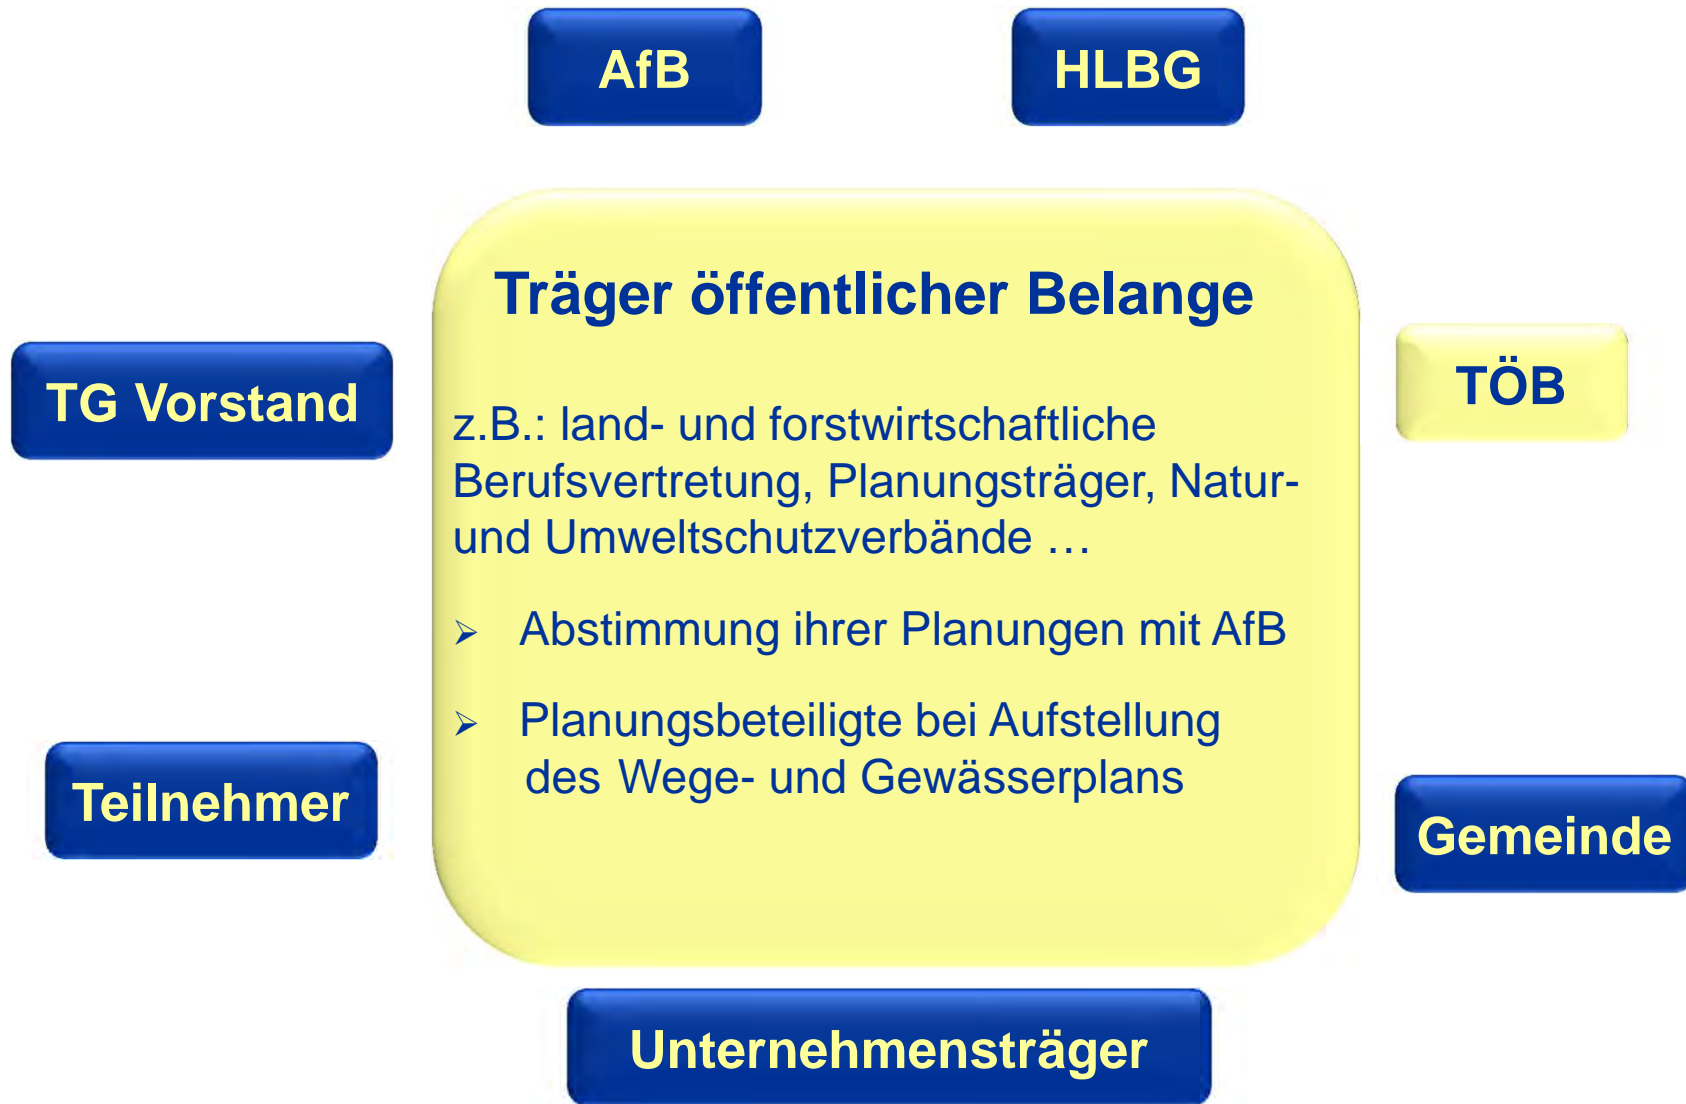 AfB
HLBG
Träger öffentlicher Belange
TG Vorstand
TÖB
z.B.: land- und forstwirtschaftliche
Berufsvertretung, Planungsträger, Natur-
und Umweltschutzverbände …
➢ Abstimmung ihrer Planungen mit AfB
➢ Planungsbeteiligte bei Aufstellung
des Wege- und Gewässerplans
Teilnehmer
Gemeinde
Unternehmensträger